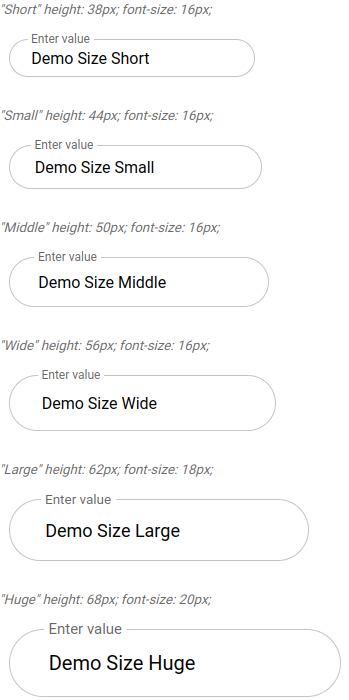 "Short" height: 38px; font-size: 16px;
Enter value
Demo Size Short
"Small" height: 44px; font-size: 16px;
Enter value
Demo Size Small
"Middle" height: 50px; font-size: 16px;
Enter value
Demo Size Middle
"Wide" height: 56px; font-size: 16px;
Enter value
Demo Size Wide
"Large" height: 62px; font-size: 18px;
Enter value
Demo Size Large
"Huge" height: 68px; font-size: 20px;
Enter value
Demo Size Huge